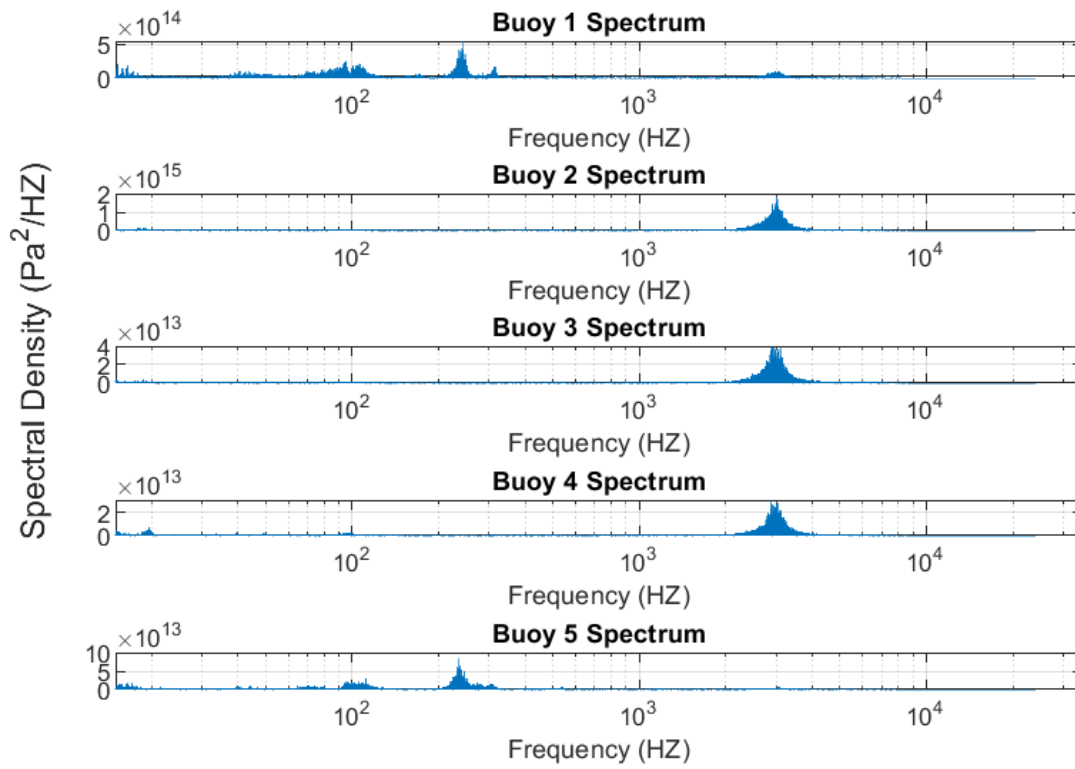 Spectral Density (Pa²/HZ)
Buoy 1 Spectrum
×10¹⁴
5
0
10² 10³ 10⁴
Frequency (HZ)
Buoy 2 Spectrum
×10¹⁵
2
1
0
10² 10³ 10⁴
Frequency (HZ)
Buoy 3 Spectrum
×10¹³
4
2
0
10² 10³ 10⁴
Frequency (HZ)
Buoy 4 Spectrum
×10¹³
2
0
10² 10³ 10⁴
Frequency (HZ)
Buoy 5 Spectrum
×10¹³
10
5
0
10² 10³ 10⁴
Frequency (HZ)